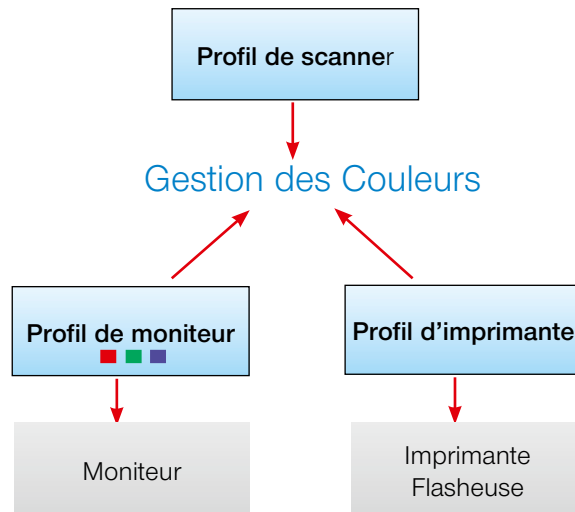 Profil de scanner
Gestion des Couleurs
Profil de moniteur
Profil d’imprimante
Moniteur
Imprimante
Flasheuse